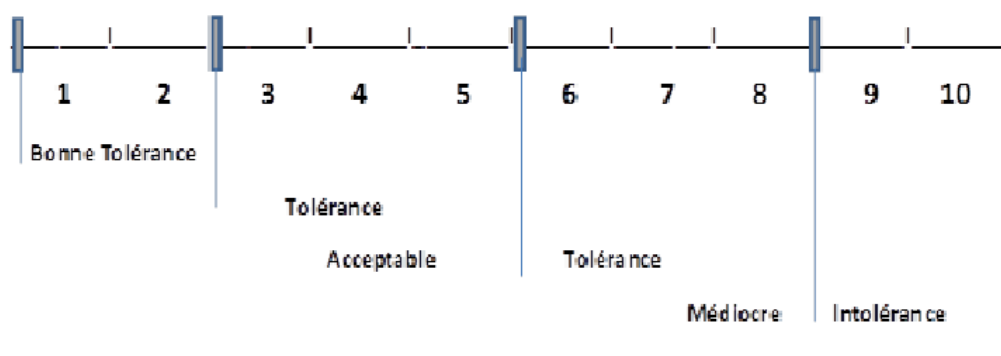 1 2 3 4 5 6 7 8 9 10
Bonne Tolérance
Tolérance
Acceptable Tolérance
Médiocre Intolérance